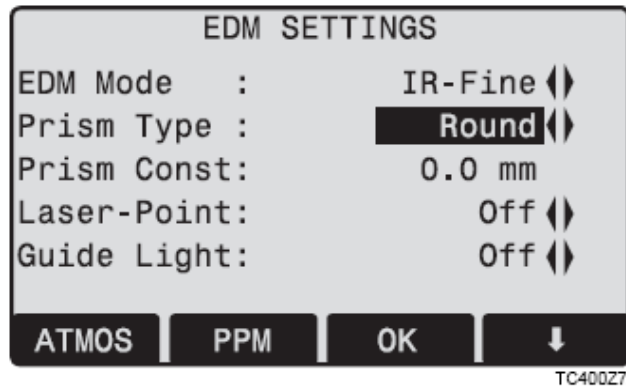 EDM SETTINGS
EDM Mode : IR-Fine
Prism Type : Round
Prism Const: 0.0 mm
Laser-Point: Off
Guide Light: Off
ATMOS PPM OK
TC400Z7